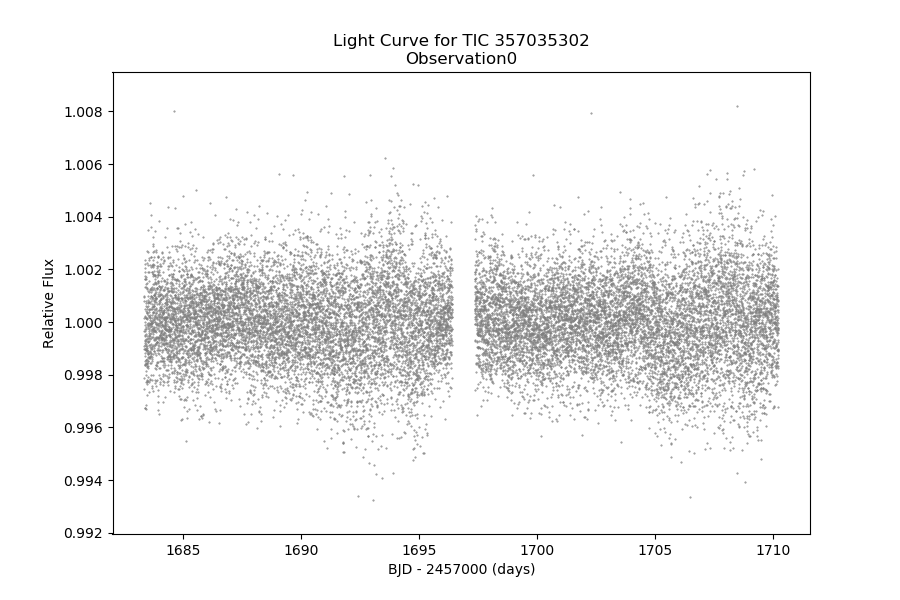 Light Curve for TIC 357035302
Observation0
1.008
1.006
1.004
1.002
1.000
0.998
0.996
0.994
0.992
Relative Flux
1685 1690 1695 1700 1705 1710
BJD - 2457000 (days)